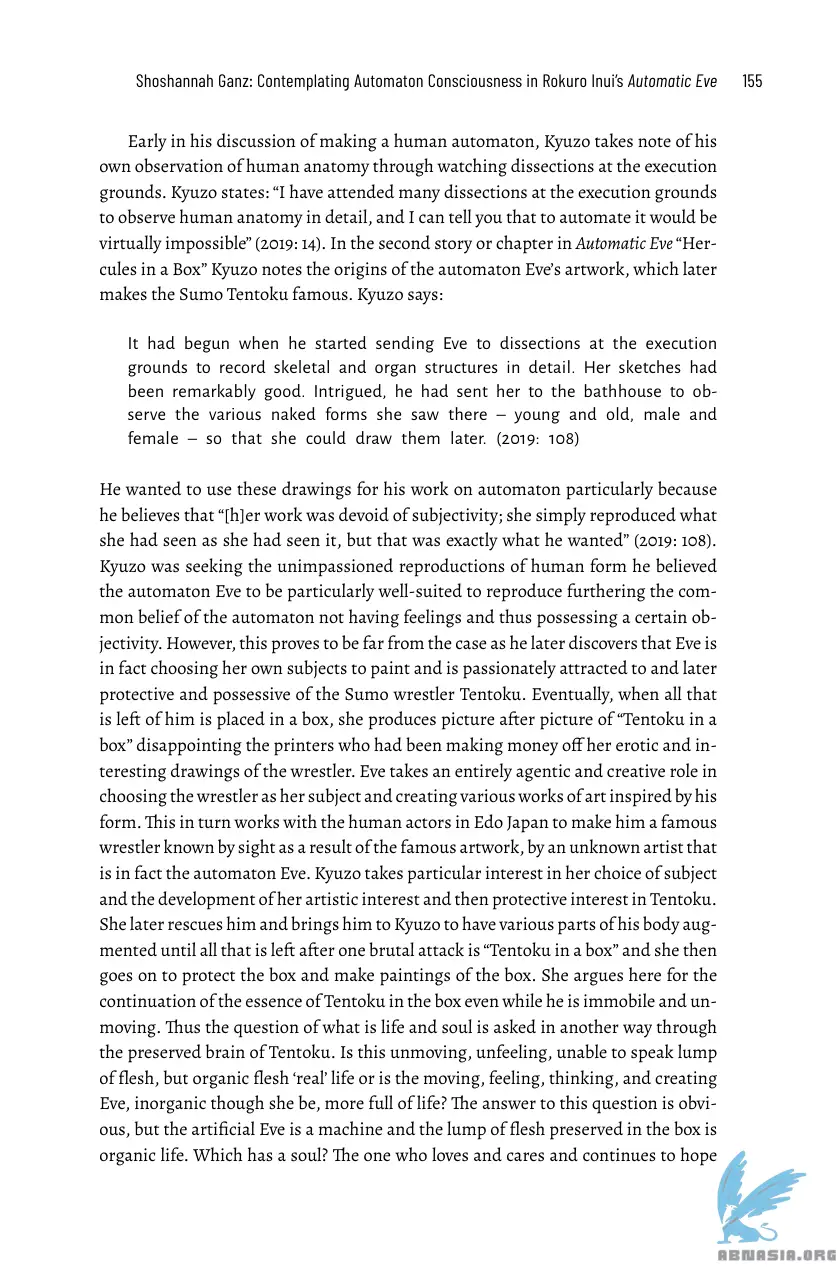 Shoshannah Ganz: Contemplating Automaton Consciousness in Rokuro Inui's Automatic Eve 155
Early in his discussion of making a human automaton, Kyuzo takes note of his
own observation of human anatomy through watching dissections at the execution
grounds. Kyuzo states: “I have attended many dissections at the execution grounds
to observe human anatomy in detail, and I can tell you that to automate it would be
virtually impossible” (2019: 14). In the second story or chapter in Automatic Eve “Her-
cules in a Box” Kyuzo notes the origins of the automaton Eve’s artwork, which later
makes the Sumo Tentoku famous. Kyuzo says:
It had begun when he started sending Eve to dissections at the execution
grounds to record skeletal and organ structures in detail. Her sketches had
been remarkably good. Intrigued, he had sent her to the bathhouse to ob-
serve the various naked forms she saw there – young and old, male and
female – so that she could draw them later. (2019: 108)
He wanted to use these drawings for his work on automaton particularly because
he believes that “[h]er work was devoid of subjectivity; she simply reproduced what
she had seen as she had seen it, but that was exactly what he wanted” (2019: 108).
Kyuzo was seeking the unimpassioned reproductions of human form he believed
the automaton Eve to be particularly well-suited to reproduce furthering the com-
mon belief of the automaton not having feelings and thus possessing a certain ob-
jectivity. However, this proves to be far from the case as he later discovers that Eve is
in fact choosing her own subjects to paint and is passionately attracted to and later
protective and possessive of the Sumo wrestler Tentoku. Eventually, when all that
is left of him is placed in a box, she produces picture after picture of “Tentoku in a
box” disappointing the printers who had been making money off her erotic and in-
teresting drawings of the wrestler. Eve takes an entirely agentic and creative role in
choosing the wrestler as her subject and creating various works of art inspired by his
form. This in turn works with the human actors in Edo Japan to make him a famous
wrestler known by sight as a result of the famous artwork, by an unknown artist that
is in fact the automaton Eve. Kyuzo takes particular interest in her choice of subject
and the development of her artistic interest and then protective interest in Tentoku.
She later rescues him and brings him to Kyuzo to have various parts of his body aug-
mented until all that is left after one brutal attack is “Tentoku in a box” and she then
goes on to protect the box and make paintings of the box. She argues here for the
continuation of the essence of Tentoku in the box even while he is immobile and un-
moving. Thus the question of what is life and soul is asked in another way through
the preserved brain of Tentoku. Is this unmoving, unfeeling, unable to speak lump
of flesh, but organic flesh ‘real’ life or is the moving, feeling, thinking, and creating
Eve, inorganic though she be, more full of life? The answer to this question is obvi-
ous, but the artificial Eve is a machine and the lump of flesh preserved in the box is
organic life. Which has a soul? The one who loves and cares and continues to hope
ABNASIA.ORG